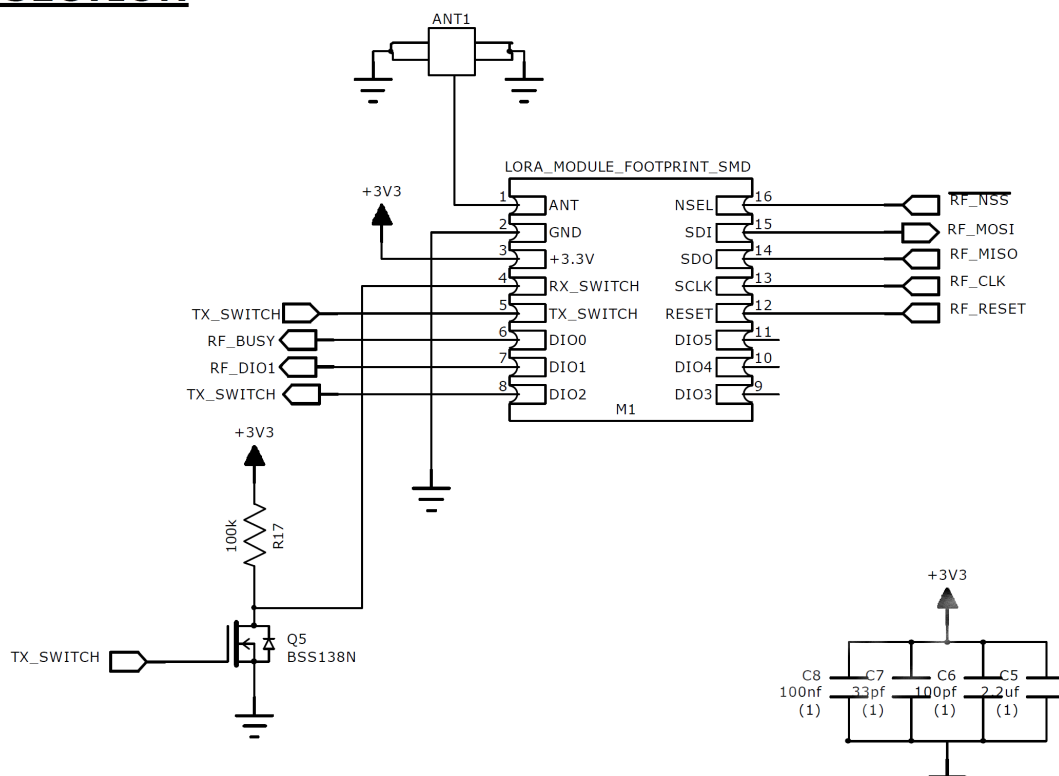 ANT1
LORA_MODULE_FOOTPRINT_SMD
+3V3
1 ANT NSEL 16 RF_NSS
2 GND SDI 15 RF_MOSI
3 +3.3V SDO 14 RF_MISO
4 RX_SWITCH SCLK 13 RF_CLK
TX_SWITCH 5 TX_SWITCH RESET 12 RF_RESET
RF_BUSY 6 DIO0 DIO5 11
RF_DIO1 7 DIO1 DIO4 10
TX_SWITCH 8 DIO2 DIO3 9
M1
+3V3
100k
R17
Q5
BSS138N
TX_SWITCH
+3V3
C8 C7 C6 C5
100nf 33pf 100pf 2.2uf
(1) (1) (1) (1)